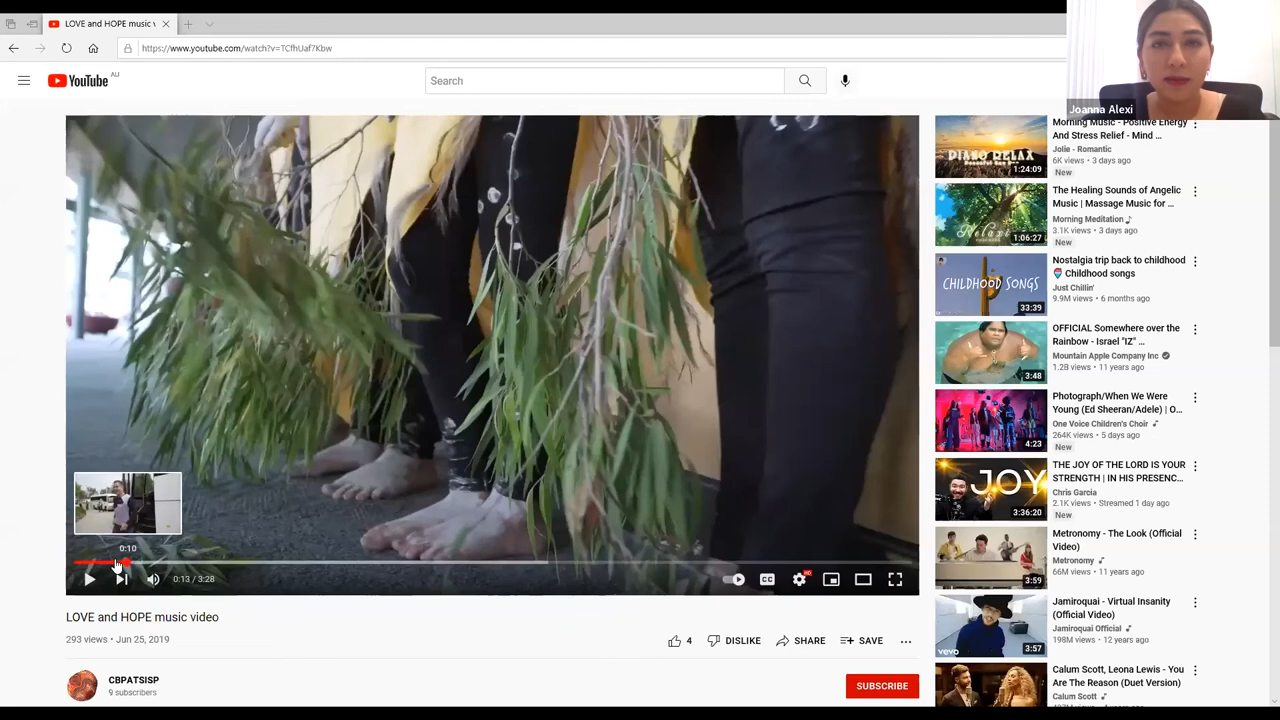 LOVE and HOPE music v
https://www.youtube.com/watch?v=TCfhUaf7Kbw
YouTube AU
Search
Joanna Alexi
0:10
0:13 / 3:28
CC
HD
LOVE and HOPE music video
293 views • Jun 25, 2019
4
DISLIKE
SHARE
SAVE
CBPATSISP
9 subscribers
SUBSCRIBE
PIANO RELAX
1:24:09
Morning Music - Positive Energy
And Stress Relief - Mind ...
Jolie - Romantic
6K views • 3 days ago
New
Relax
1:06:27
The Healing Sounds of Angelic
Music | Massage Music for ...
Morning Meditation
3.1K views • 3 days ago
New
CHILDHOOD SONGS
33:39
Nostalgia trip back to childhood
Childhood songs
Just Chillin'
9.9M views • 6 months ago
3:48
OFFICIAL Somewhere over the
Rainbow - Israel "IZ" ...
Mountain Apple Company Inc
1.2B views • 11 years ago
4:23
Photograph/When We Were
Young (Ed Sheeran/Adele) | O...
One Voice Children's Choir
264K views • 5 days ago
New
JOY
3:36:20
THE JOY OF THE LORD IS YOUR
STRENGTH | IN HIS PRESENC...
Chris Garcia
2.1K views • Streamed 1 day ago
New
3:59
Metronomy - The Look (Official
Video)
Metronomy
66M views • 11 years ago
vevo
3:57
Jamiroquai - Virtual Insanity
(Official Video)
Jamiroquai Official
198M views • 12 years ago
Calum Scott, Leona Lewis - You
Are The Reason (Duet Version)
Calum Scott